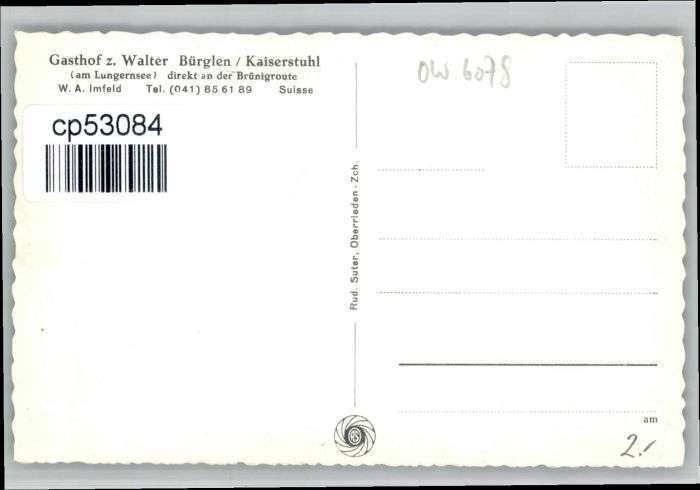 Gasthof z. Walter Bürglen / Kaiserstuhl
(am Lungernsee) direkt an der Brünigroute
W. A. Imfeld Tel. (041) 85 61 89 Suisse
cp53084
OW 6078
Rud. Suter, Oberrieden - Zch.
am
2.-